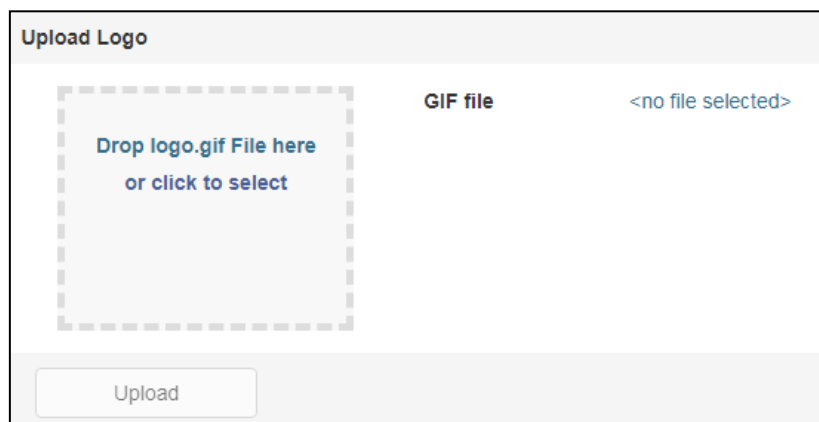 Upload Logo
Drop logo.gif File here
or click to select
GIF file
<no file selected>
Upload